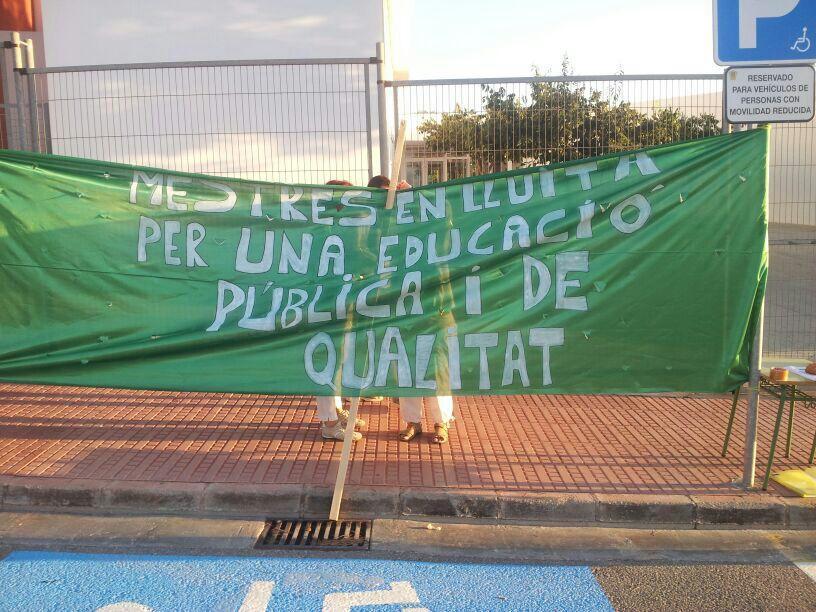 P
RESERVADO
PARA VEHÍCULOS DE
PERSONAS CON
MOVILIDAD REDUCIDA
MESTRES EN LLUITA
PER UNA EDUCACIÓ
PÚBLICA i DE
QUALITAT